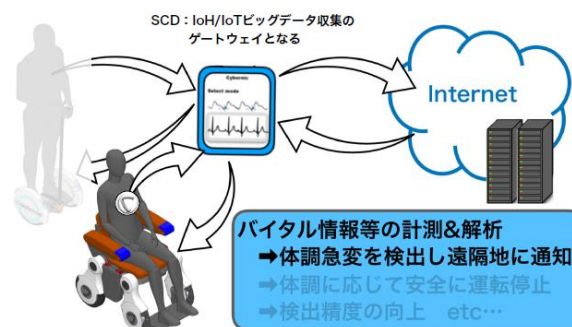 SCD：IoH/IoTビッグデータ収集の
ゲートウェイとなる
Cybernic
Select mode
Internet
バイタル情報等の計測&解析
➡体調急変を検出し遠隔地に通知
➡体調に応じて安全に運転停止
➡検出精度の向上　etc…